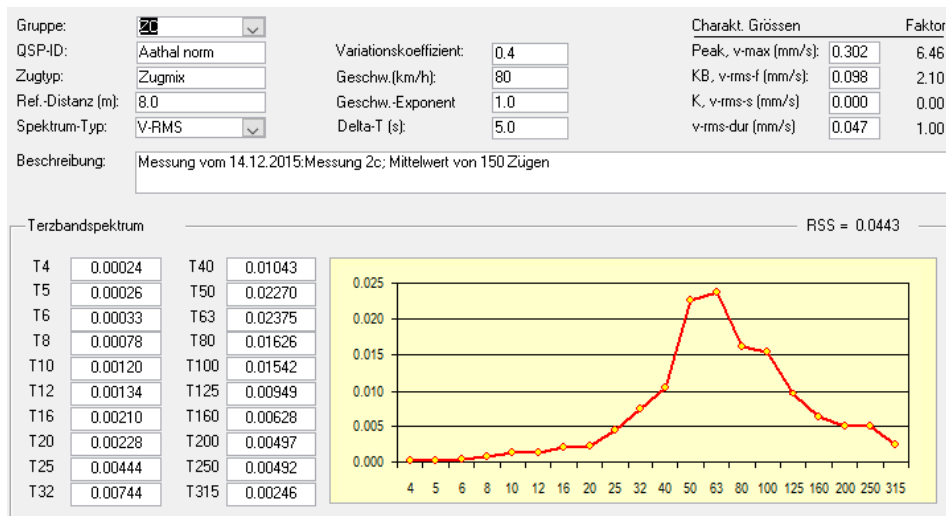 Gruppe: ZC
QSP-ID: Aathal norm
Zugtyp: Zugmix
Ref.-Distanz (m): 8.0
Spektrum-Typ: V-RMS
Variationskoeffizient: 0.4
Geschw.(km/h): 80
Geschw.-Exponent 1.0
Delta-T (s): 5.0
Charakt. Grössen Faktor
Peak, v-max (mm/s): 0.302 6.46
KB, v-rms-f (mm/s): 0.098 2.10
K, v-rms-s (mm/s) 0.000 0.00
v-rms-dur (mm/s) 0.047 1.00
Beschreibung: Messung vom 14.12.2015:Messung 2c; Mittelwert von 150 Zügen
Terzbandspektrum RSS = 0.0443
T4 0.00024 T40 0.01043
T5 0.00026 T50 0.02270
T6 0.00033 T63 0.02375
T8 0.00078 T80 0.01626
T10 0.00120 T100 0.01542
T12 0.00134 T125 0.00949
T16 0.00210 T160 0.00628
T20 0.00228 T200 0.00497
T25 0.00444 T250 0.00492
T32 0.00744 T315 0.00246
0.025
0.020
0.015
0.010
0.005
0.000
4 5 6 8 10 12 16 20 25 32 40 50 63 80 100 125 160 200 250 315